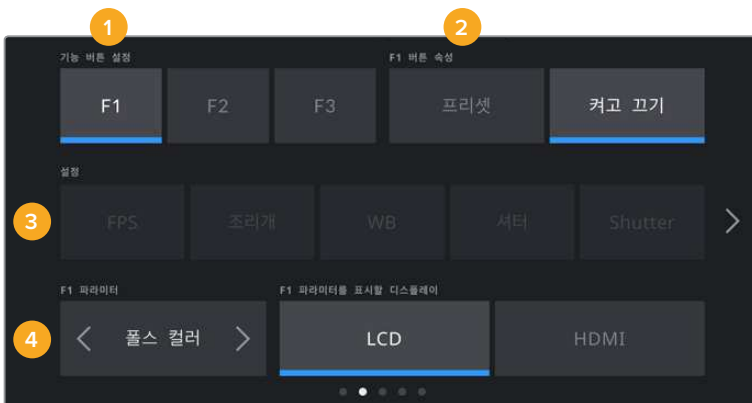 1
2
기능 버튼 설정
F1 버튼 속성
F1
F2
F3
프리셋
켜고 끄기
설정
3
FPS
조리개
WB
셔터
Shutter
F1 파라미터
F1 파라미터를 표시할 디스플레이
4
폴스 컬러
LCD
HDMI